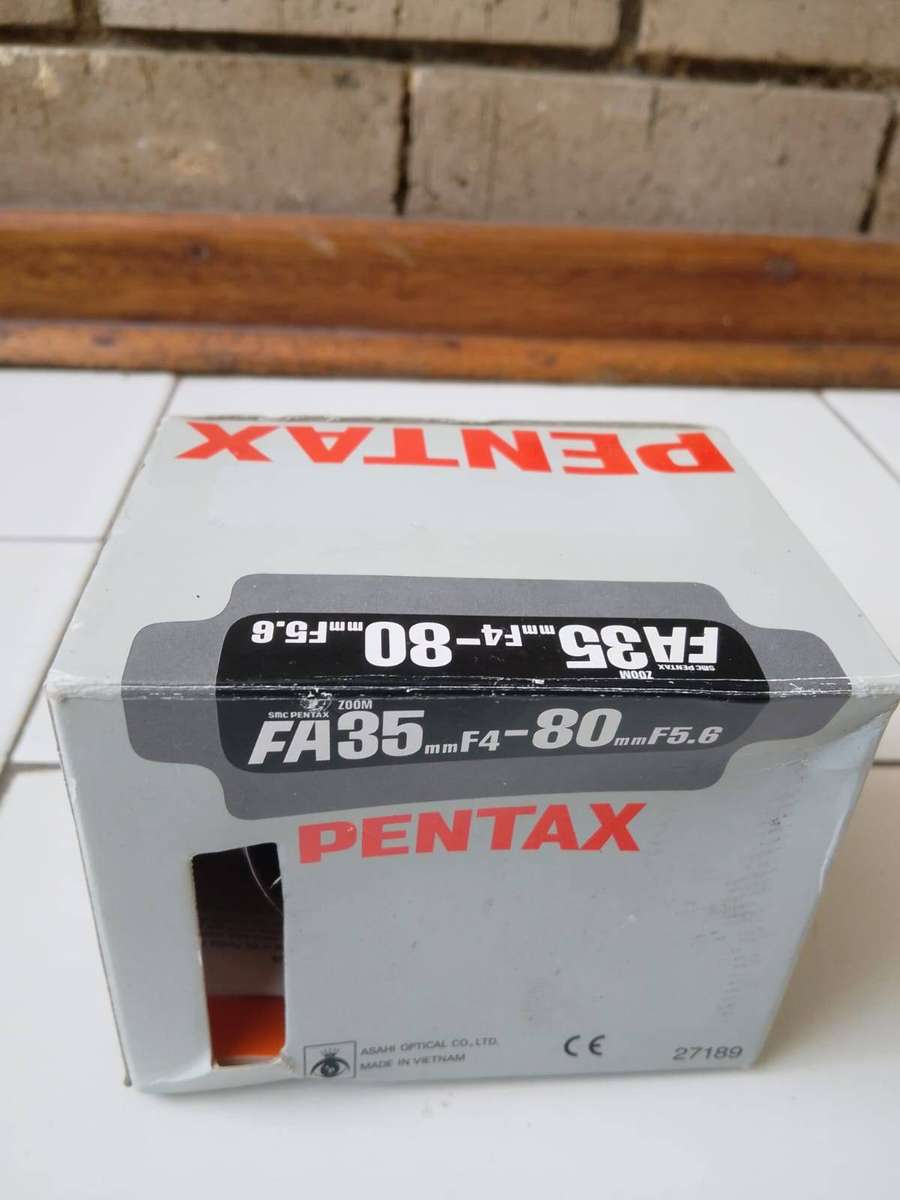 PENTAX
SMC PENTAX ZOOM
FA35mmF4-80mmF5.6
SMC PENTAX ZOOM
FA35mmF4-80mmF5.6
PENTAX
ASAHI OPTICAL CO., LTD.
MADE IN VIETNAM
CE
27189